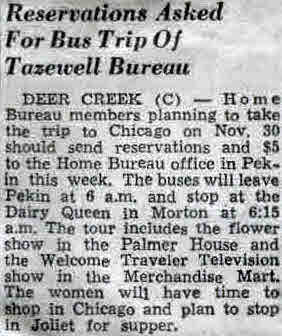 Reservations Asked
For Bus Trip Of
Tazewell Bureau
DEER CREEK (C) — Home
Bureau members planning to take
the trip to Chicago on Nov. 30
should send reservations and $5
to the Home Bureau office in Pek-
in this week. The buses will leave
Pekin at 6 a.m. and stop at the
Dairy Queen in Morton at 6:15
a.m. The tour includes the flower
show in the Palmer House and
the Welcome Traveler Television
show in the Merchandise Mart.
The women will have time to
shop in Chicago and plan to stop
in Joliet for supper.